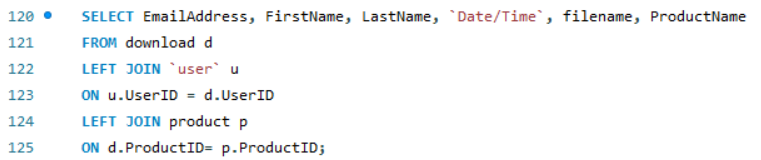 120 SELECT EmailAddress, FirstName, LastName, `Date/Time`, filename, ProductName
121 FROM download d
122 LEFT JOIN `user` u
123 ON u.UserID = d.UserID
124 LEFT JOIN product p
125 ON d.ProductID= p.ProductID;